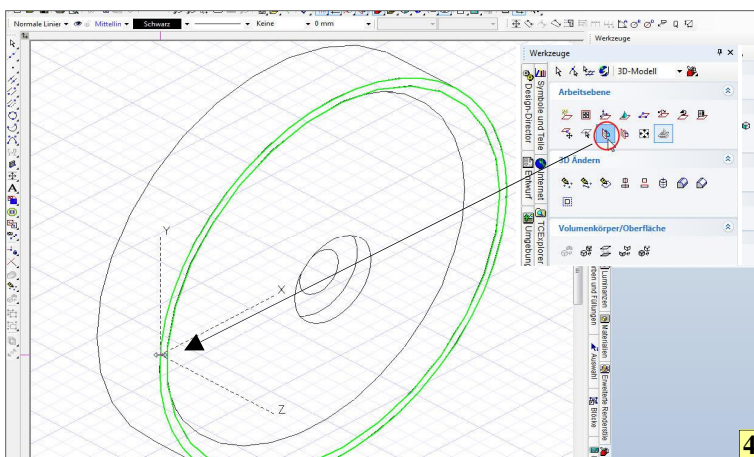 Normale Linier
Mittellin
Schwarz
Keine
0 mm
Werkzeuge
Werkzeuge
3D-Modell
Arbeitsebene
3D Ändern
Volumenkörper/Oberfläche
Design-Director
Symbole und Teile
Entwurf
Internet
Umgebung
TCExplorer
Luminanzen
Materialien
Auswahl
Erweiterte Renderstile
Blöcke
Y
X
Z
4